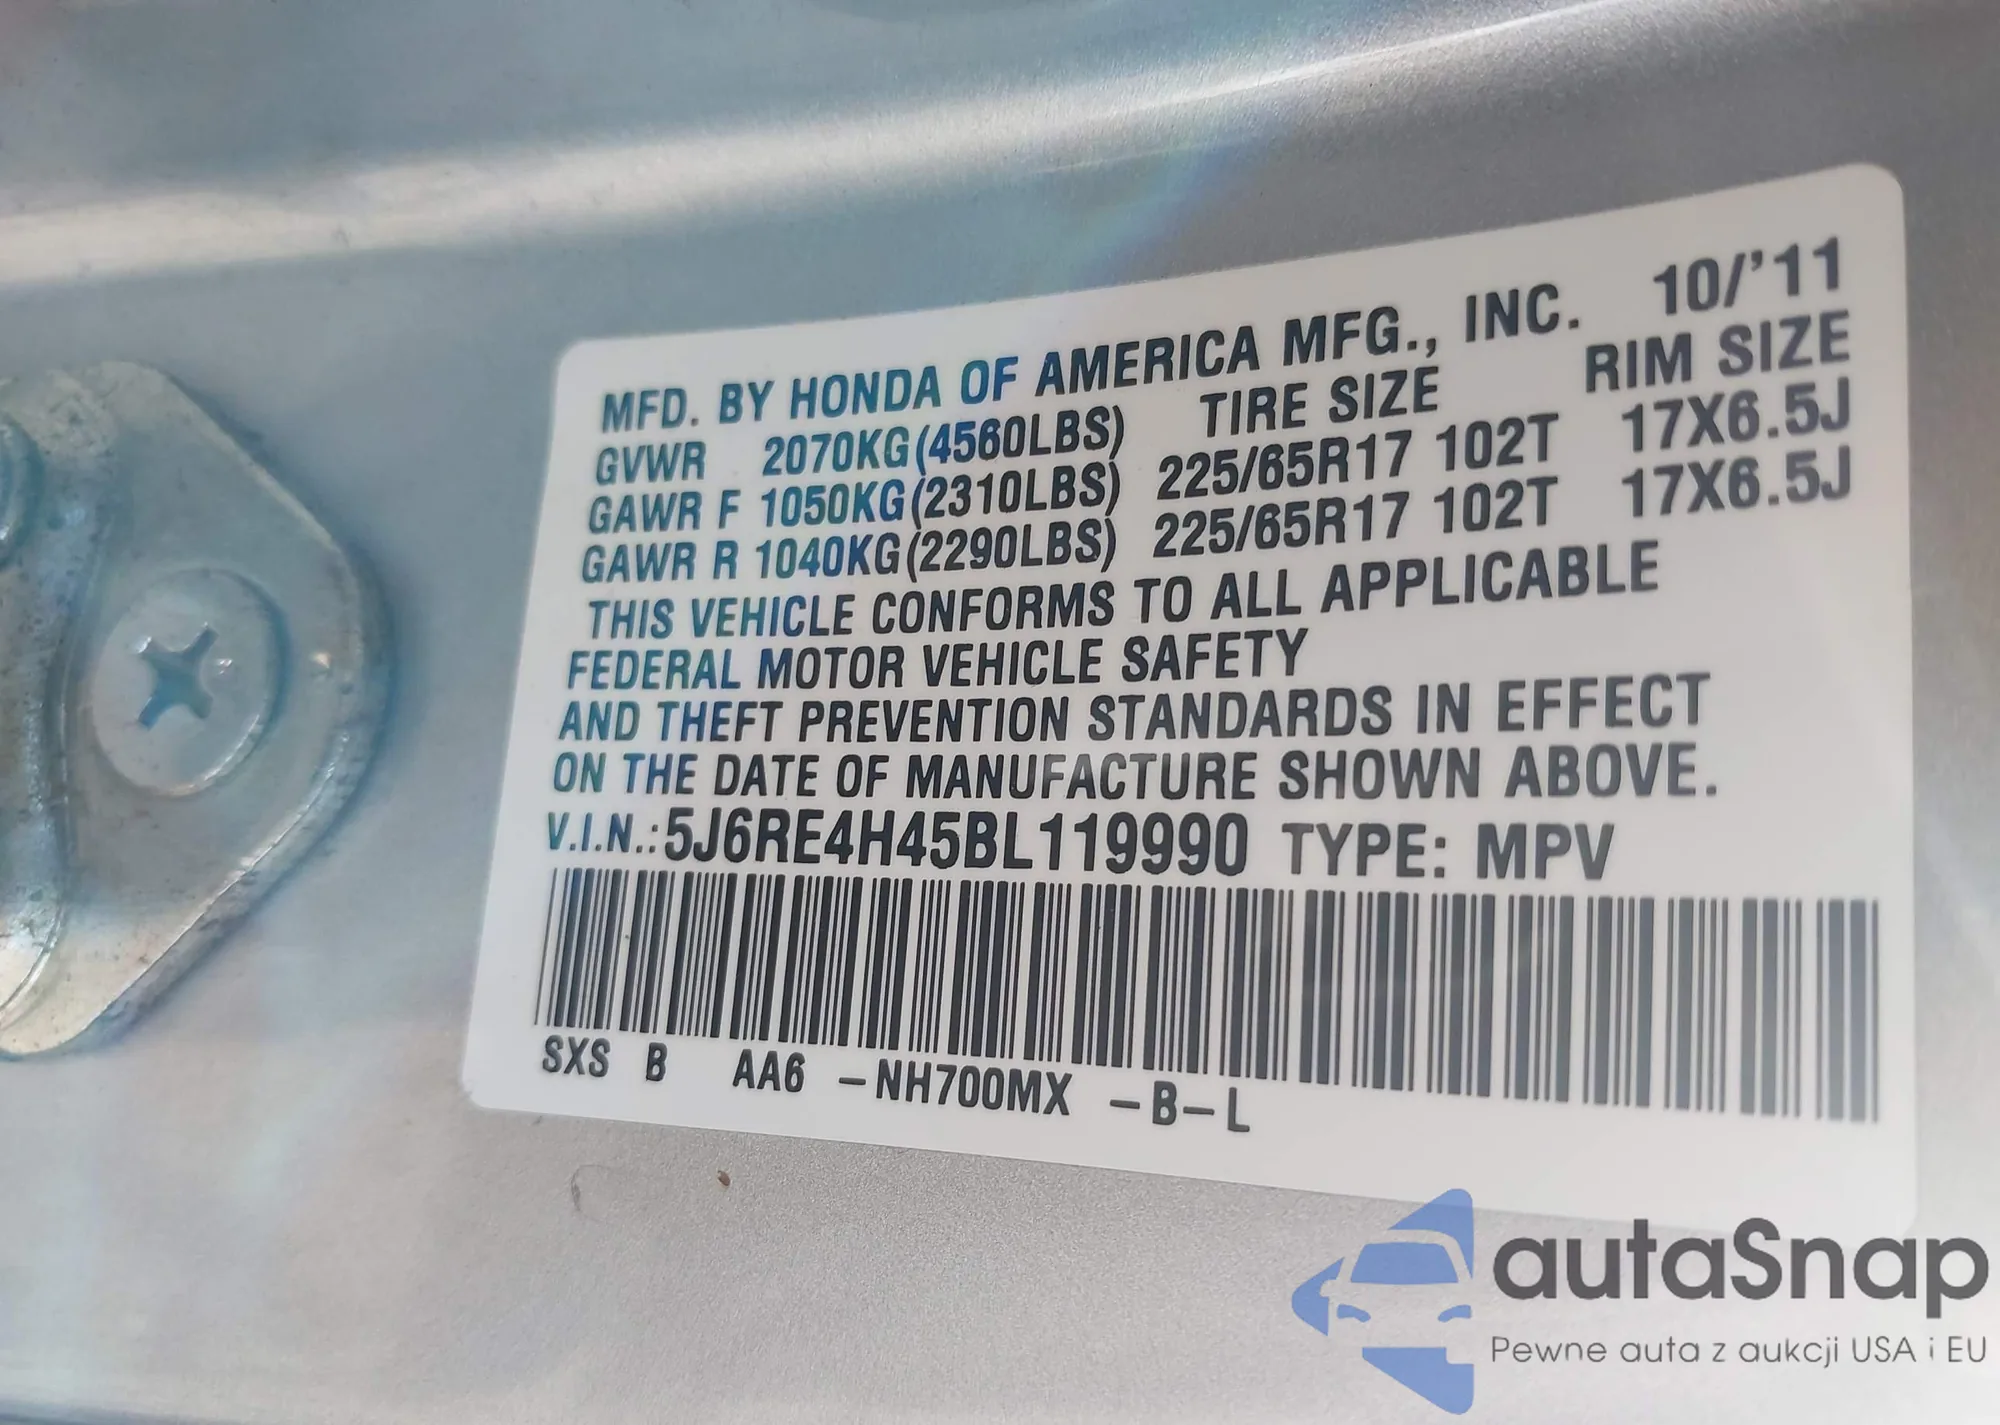 MFD. BY HONDA OF AMERICA MFG., INC. 10/'11
GVWR 2070KG(4560LBS) TIRE SIZE RIM SIZE
GAWR F 1050KG(2310LBS) 225/65R17 102T 17X6.5J
GAWR R 1040KG(2290LBS) 225/65R17 102T 17X6.5J
THIS VEHICLE CONFORMS TO ALL APPLICABLE
FEDERAL MOTOR VEHICLE SAFETY
AND THEFT PREVENTION STANDARDS IN EFFECT
ON THE DATE OF MANUFACTURE SHOWN ABOVE.
V.I.N.:5J6RE4H45BL119990 TYPE: MPV
SXS B AA6 -NH700MX -B-L
autaSnap
Pewne auta z aukcji USA i EU